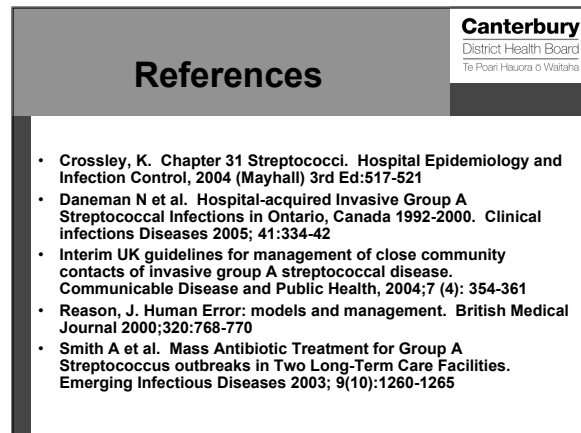 Canterbury
District Health Board
Te Poari Hauora ō Waitaha
References
• Crossley, K. Chapter 31 Streptococci. Hospital Epidemiology and
Infection Control, 2004 (Mayhall) 3rd Ed:517-521
• Daneman N et al. Hospital-acquired Invasive Group A
Streptococcal Infections in Ontario, Canada 1992-2000. Clinical
infections Diseases 2005; 41:334-42
• Interim UK guidelines for management of close community
contacts of invasive group A streptococcal disease.
Communicable Disease and Public Health, 2004;7 (4): 354-361
• Reason, J. Human Error: models and management. British Medical
Journal 2000;320:768-770
• Smith A et al. Mass Antibiotic Treatment for Group A
Streptococcus outbreaks in Two Long-Term Care Facilities.
Emerging Infectious Diseases 2003; 9(10):1260-1265